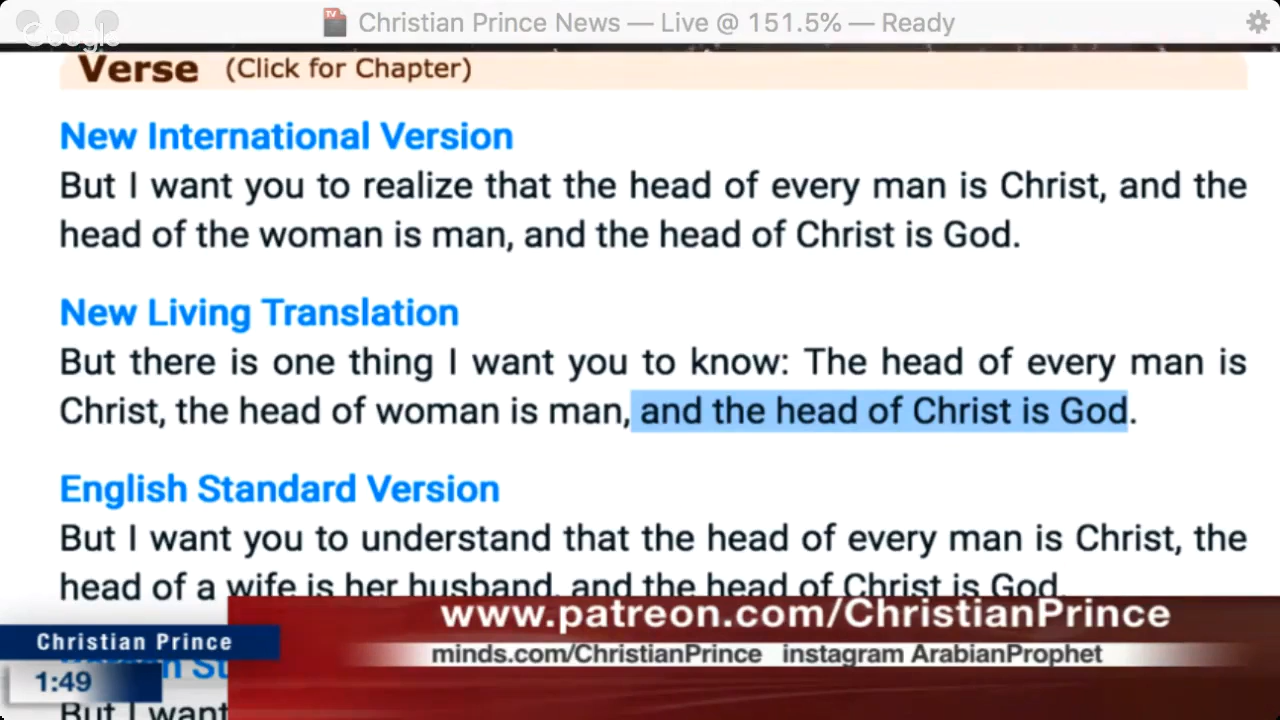 Christian Prince News — Live @ 151.5% — Ready
Google
Verse (Click for Chapter)
New International Version
But I want you to realize that the head of every man is Christ, and the
head of the woman is man, and the head of Christ is God.
New Living Translation
But there is one thing I want you to know: The head of every man is
Christ, the head of woman is man, and the head of Christ is God.
English Standard Version
But I want you to understand that the head of every man is Christ, the
head of a wife is her husband, and the head of Christ is God.
www.patreon.com/ChristianPrince
Christian Prince
minds.com/ChristianPrince instagram ArabianProphet
1:49
But I want